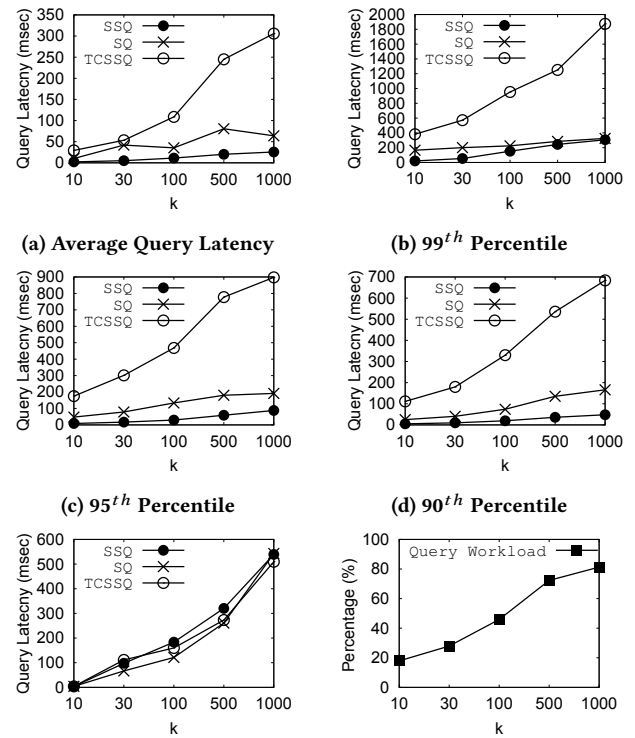 Query Latecny (msec)
350
300
250
200
150
100
50
0
SSQ
SQ
TCSSQ
10 30 100 500 1000
k
(a) Average Query Latency
Query Latecny (msec)
2000
1800
1600
1400
1200
1000
800
600
400
200
0
SSQ
SQ
TCSSQ
10 30 100 500 1000
k
(b) 99th Percentile
Query Latecny (msec)
900
800
700
600
500
400
300
200
100
0
SSQ
SQ
TCSSQ
10 30 100 500 1000
k
(c) 95th Percentile
Query Latecny (msec)
700
600
500
400
300
200
100
0
SSQ
SQ
TCSSQ
10 30 100 500 1000
k
(d) 90th Percentile
Query Latecny (msec)
600
500
400
300
200
100
0
SSQ
SQ
TCSSQ
10 30 100 500 1000
k
Percentage (%)
100
80
60
40
20
0
Query Workload
10 30 100 500 1000
k